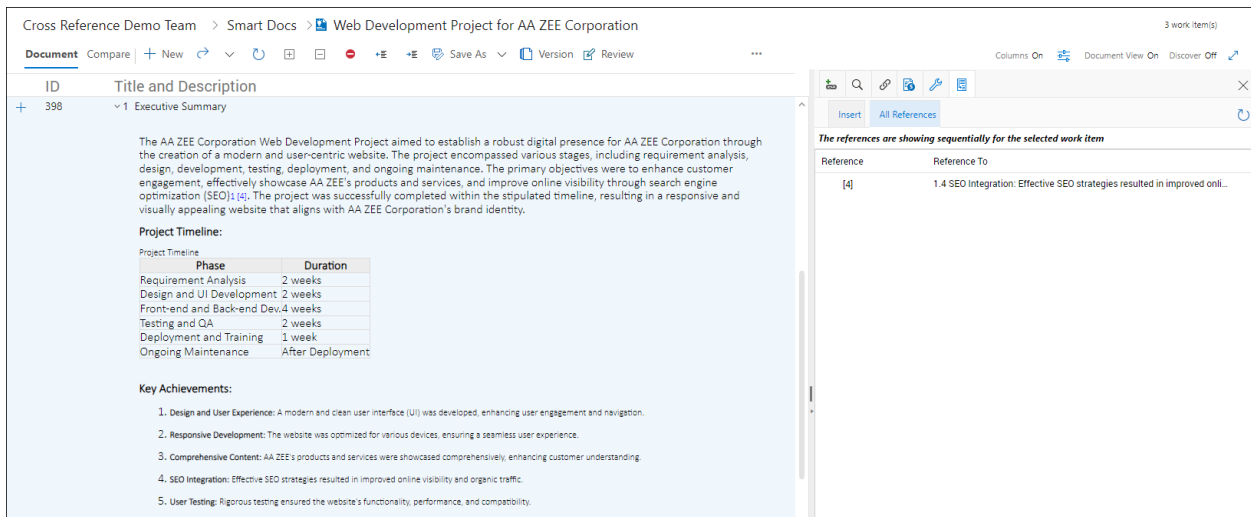 Cross Reference Demo Team > Smart Docs > Web Development Project for AA ZEE Corporation
3 work item(s)
Document Compare New Save As Version Review ...
Columns On Document View On Discover Off
ID Title and Description
398 1 Executive Summary
The AA ZEE Corporation Web Development Project aimed to establish a robust digital presence for AA ZEE Corporation through
the creation of a modern and user-centric website. The project encompassed various stages, including requirement analysis,
design, development, testing, deployment, and ongoing maintenance. The primary objectives were to enhance customer
engagement, effectively showcase AA ZEE's products and services, and improve online visibility through search engine
optimization (SEO)1 [4]. The project was successfully completed within the stipulated timeline, resulting in a responsive and
visually appealing website that aligns with AA ZEE Corporation's brand identity.
Project Timeline:
Project Timeline
Phase Duration
Requirement Analysis 2 weeks
Design and UI Development 2 weeks
Front-end and Back-end Dev. 4 weeks
Testing and QA 2 weeks
Deployment and Training 1 week
Ongoing Maintenance After Deployment
Key Achievements:
1. Design and User Experience: A modern and clean user interface (UI) was developed, enhancing user engagement and navigation.
2. Responsive Development: The website was optimized for various devices, ensuring a seamless user experience.
3. Comprehensive Content: AA ZEE's products and services were showcased comprehensively, enhancing customer understanding.
4. SEO Integration: Effective SEO strategies resulted in improved online visibility and organic traffic.
5. User Testing: Rigorous testing ensured the website's functionality, performance, and compatibility.
Insert All References
The references are showing sequentially for the selected work item
Reference Reference To
[4] 1.4 SEO Integration: Effective SEO strategies resulted in improved onli...